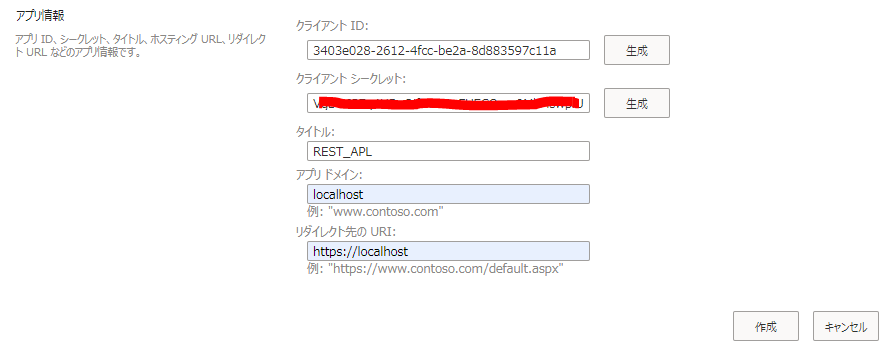 アプリ情報
アプリ ID、シークレット、タイトル、ホスティング URL、リダイレク
ト URL などのアプリ情報です。
クライアント ID:
3403e028-2612-4fcc-be2a-8d883597c11a
生成
クライアント シークレット:
生成
タイトル:
REST_APL
アプリ ドメイン:
localhost
例: "www.contoso.com"
リダイレクト先の URI:
https://localhost
例: "https://www.contoso.com/default.aspx"
作成
キャンセル